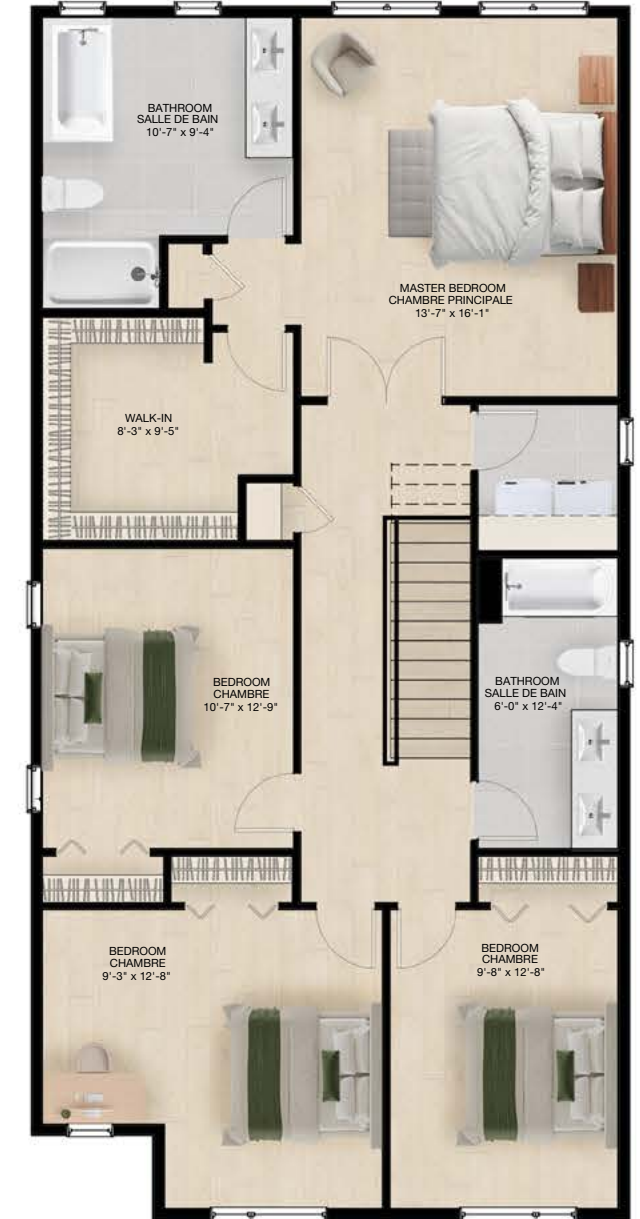 BATHROOM
SALLE DE BAIN
10'-7" x 9'-4"
MASTER BEDROOM
CHAMBRE PRINCIPALE
13'-7" x 16'-1"
WALK-IN
8'-3" x 9'-5"
BEDROOM
CHAMBRE
10'-7" x 12'-9"
BATHROOM
SALLE DE BAIN
6'-0" x 12'-4"
BEDROOM
CHAMBRE
9'-3" x 12'-8"
BEDROOM
CHAMBRE
9'-8" x 12'-8"